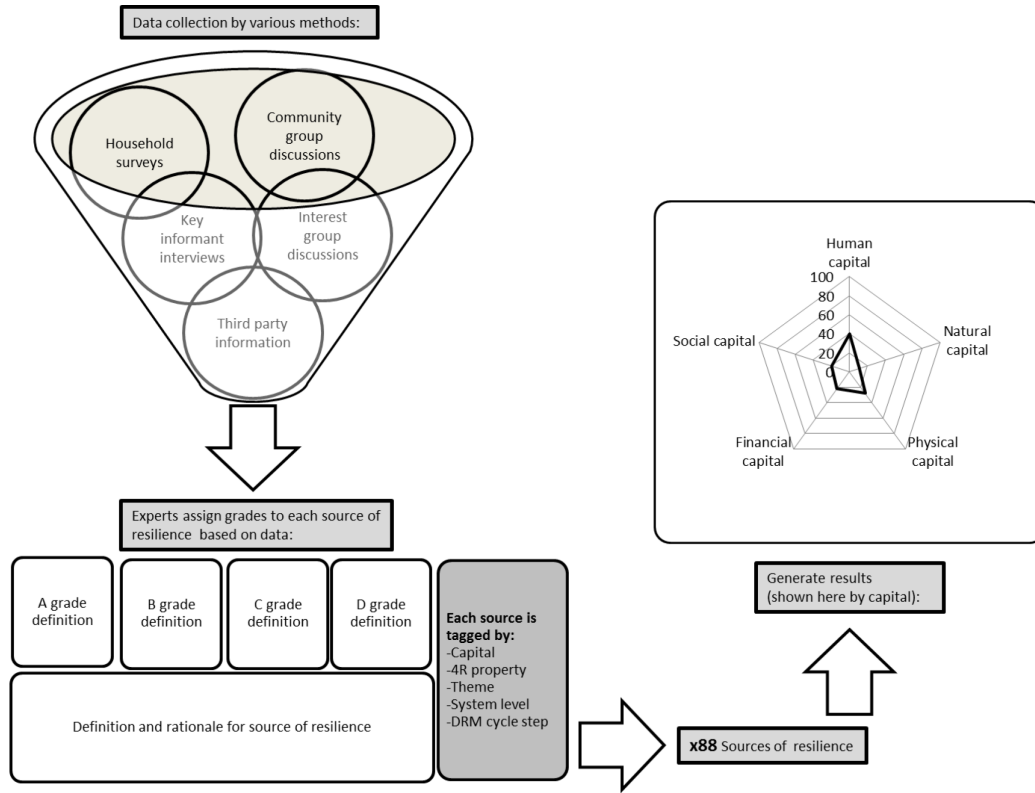 Data collection by various methods:
Household
surveys
Community
group
discussions
Key
informant
interviews
Interest
group
discussions
Third party
information
Experts assign grades to each source of
resilience based on data:
A grade
definition
B grade
definition
C grade
definition
D grade
definition
Definition and rationale for source of resilience
Each source is
tagged by:
-Capital
-4R property
-Theme
-System level
-DRM cycle step
x88 Sources of resilience
Generate results
(shown here by capital):
Human
capital
100
80
60
40
20
0
Natural
capital
Physical
capital
Financial
capital
Social capital